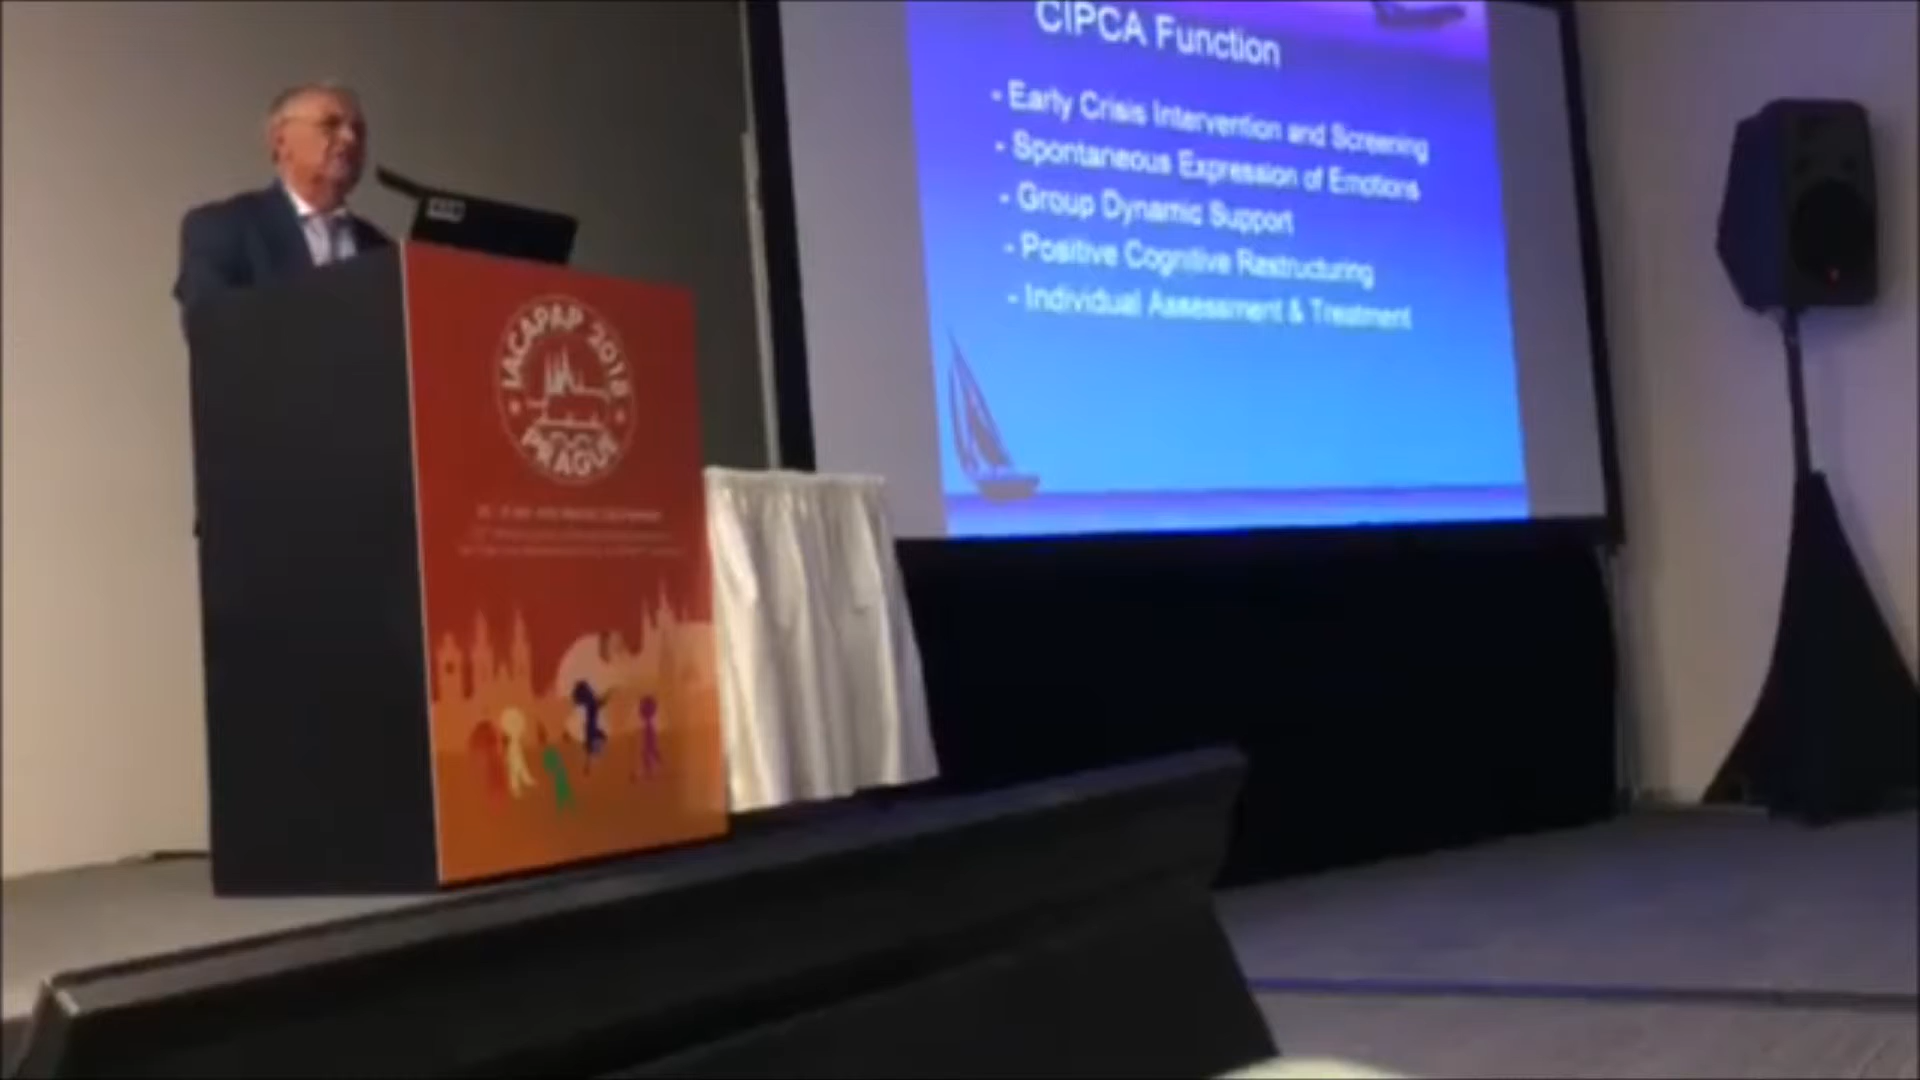 CIPCA Function
- Early Crisis Intervention and Screening
- Spontaneous Expression of Emotions
- Group Dynamic Support
- Positive Cognitive Restructuring
- Individual Assessment & Treatment
IACAPAP 2018
PRAGUE